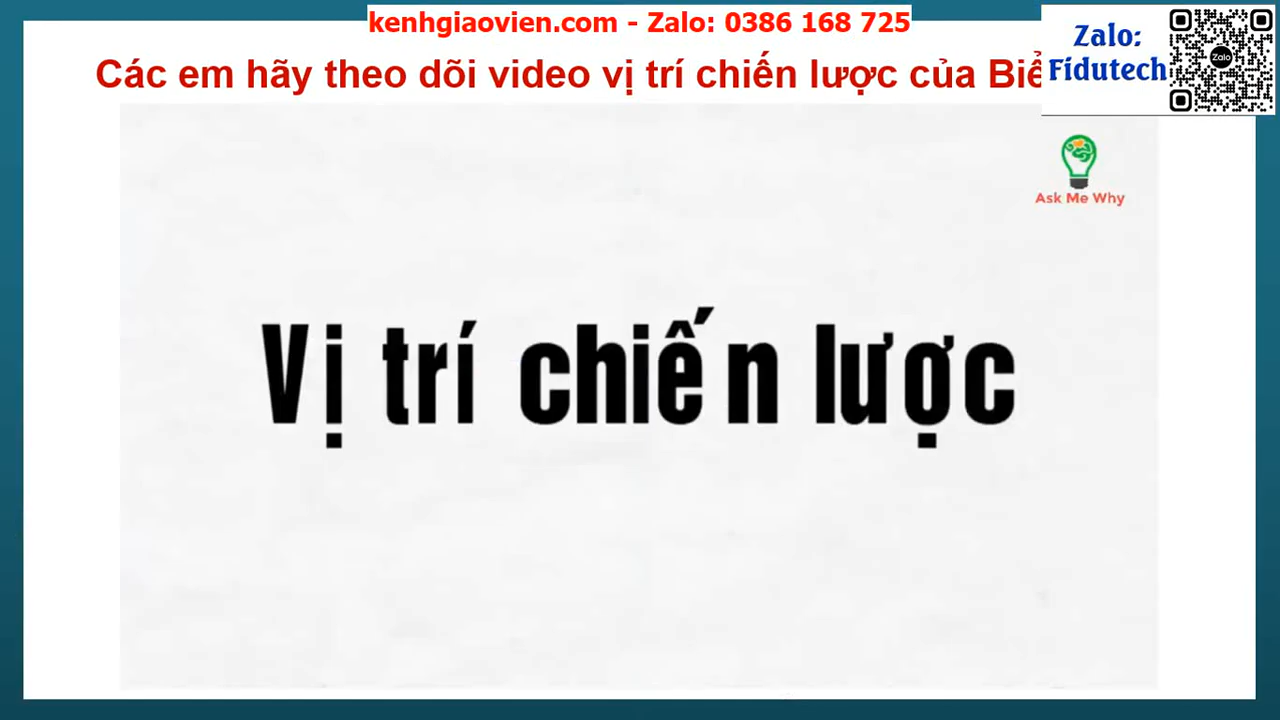 kenhgiaovien.com - Zalo: 0386 168 725
Zalo:
Fidutech
Zalo
Các em hãy theo dõi video vị trí chiến lược của
Ask Me Why
Vị trí chiến lược